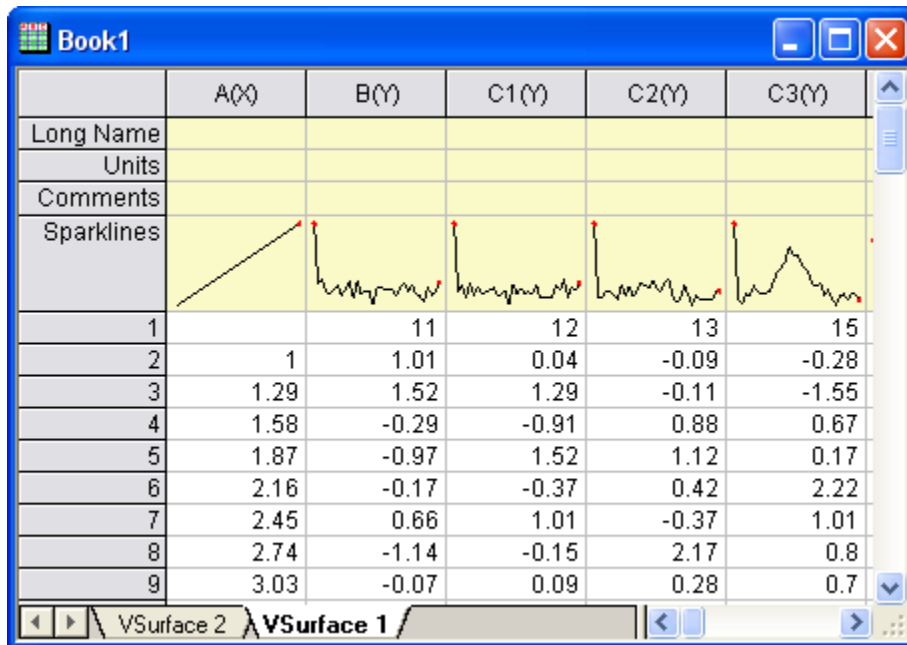 Book1
A(X) B(Y) C1(Y) C2(Y) C3(Y)
Long Name
Units
Comments
Sparklines
1 11 12 13 15
2 1 1.01 0.04 -0.09 -0.28
3 1.29 1.52 1.29 -0.11 -1.55
4 1.58 -0.29 -0.91 0.88 0.67
5 1.87 -0.97 1.52 1.12 0.17
6 2.16 -0.17 -0.37 0.42 2.22
7 2.45 0.66 1.01 -0.37 1.01
8 2.74 -1.14 -0.15 2.17 0.8
9 3.03 -0.07 0.09 0.28 0.7
VSurface 2 VSurface 1